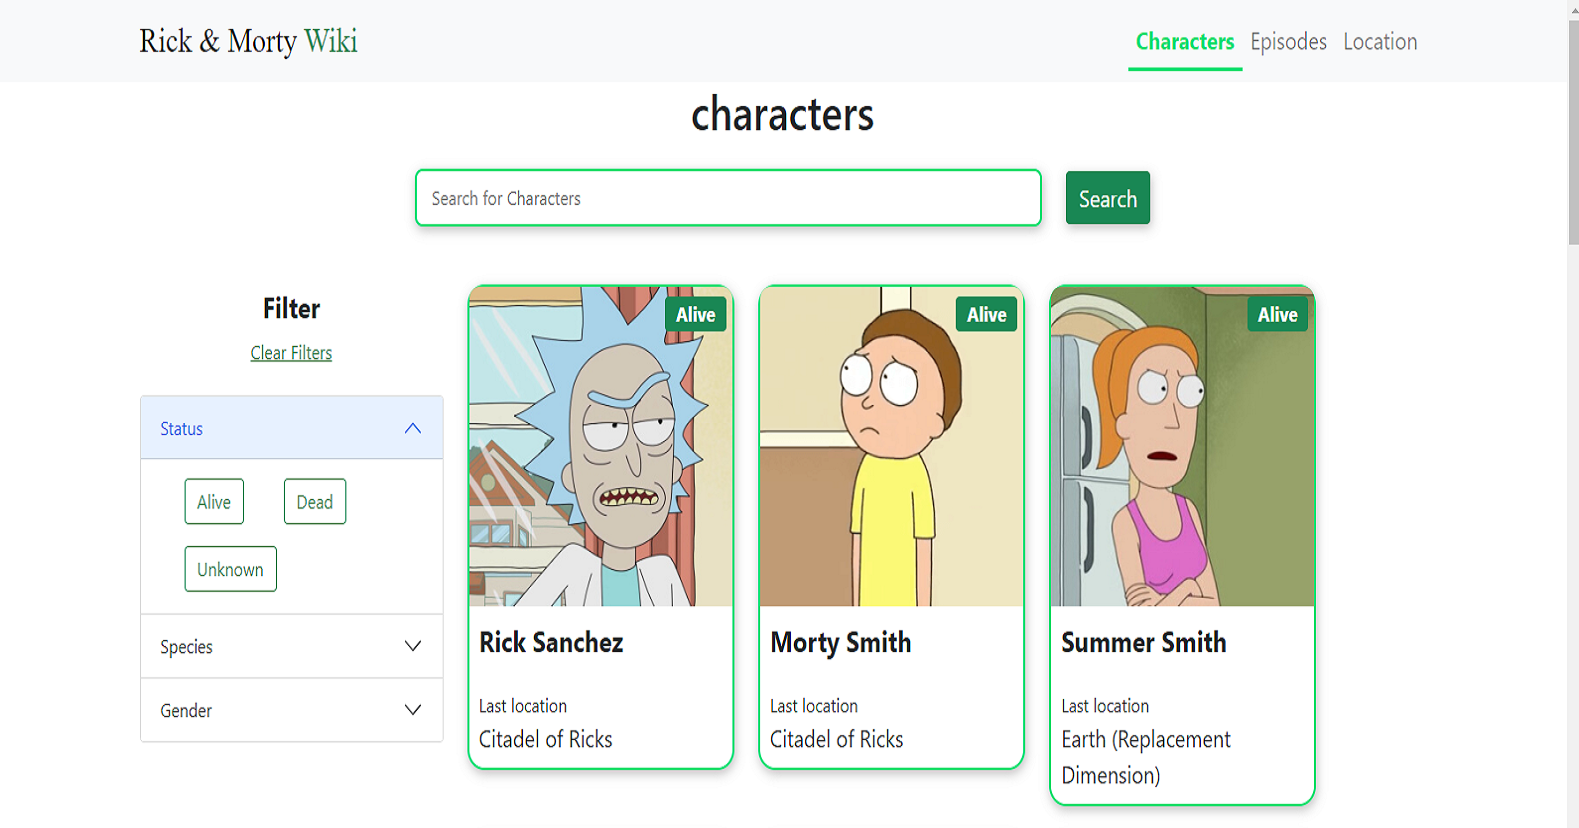 Rick & Morty Wiki
Characters Episodes Location
characters
Search for Characters
Search
Filter
Clear Filters
Status
Alive
Dead
Unknown
Species
Gender
Alive
Rick Sanchez
Last location
Citadel of Ricks
Alive
Morty Smith
Last location
Citadel of Ricks
Alive
Summer Smith
Last location
Earth (Replacement
Dimension)